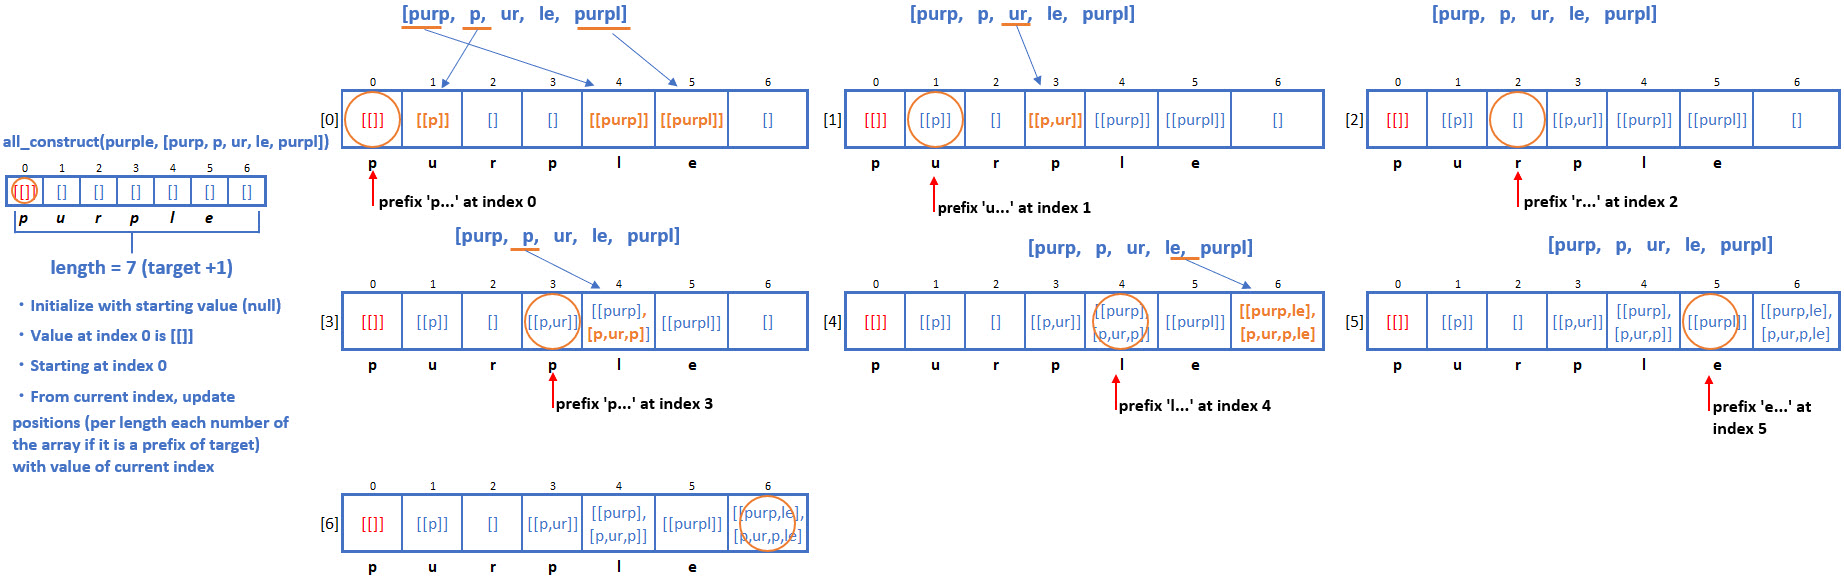 all_construct(purple, [purp, p, ur, le, purpl])
0 1 2 3 4 5 6
[[]] [] [] [] [] [] []
p u r p l e
length = 7 (target +1)
・Initialize with starting value (null)
・Value at index 0 is [[]]
・Starting at index 0
・From current index, update
positions (per length each number of
the array if it is a prefix of target)
with value of current index
[purp, p, ur, le, purpl]
0 1 2 3 4 5 6
[0] [[]] [[p]] [] [] [[purp]] [[purpl]] []
p u r p l e
prefix 'p...' at index 0
[purp, p, ur, le, purpl]
0 1 2 3 4 5 6
[1] [[]] [[p]] [] [[p,ur]] [[purp]] [[purpl]] []
p u r p l e
prefix 'u...' at index 1
[purp, p, ur, le, purpl]
0 1 2 3 4 5 6
[2] [[]] [[p]] [] [[p,ur]] [[purp]] [[purpl]] []
p u r p l e
prefix 'r...' at index 2
[purp, p, ur, le, purpl]
0 1 2 3 4 5 6
[3] [[]] [[p]] [] [[p,ur]] [[purp], [p,ur,p]] [[purpl]] []
p u r p l e
prefix 'p...' at index 3
[purp, p, ur, le, purpl]
0 1 2 3 4 5 6
[4] [[]] [[p]] [] [[p,ur]] [[purp], [p,ur,p]] [[purpl]] [[purp,le], [p,ur,p,le]
p u r p l e
prefix 'l...' at index 4
[purp, p, ur, le, purpl]
0 1 2 3 4 5 6
[5] [[]] [[p]] [] [[p,ur]] [[purp], [p,ur,p]] [[purpl]] [[purp,le], [p,ur,p,le]
p u r p l e
prefix 'e...' at
index 5
0 1 2 3 4 5 6
[6] [[]] [[p]] [] [[p,ur]] [[purp], [p,ur,p]] [[purpl]] [[purp,le], [p,ur,p,le]
p u r p l e